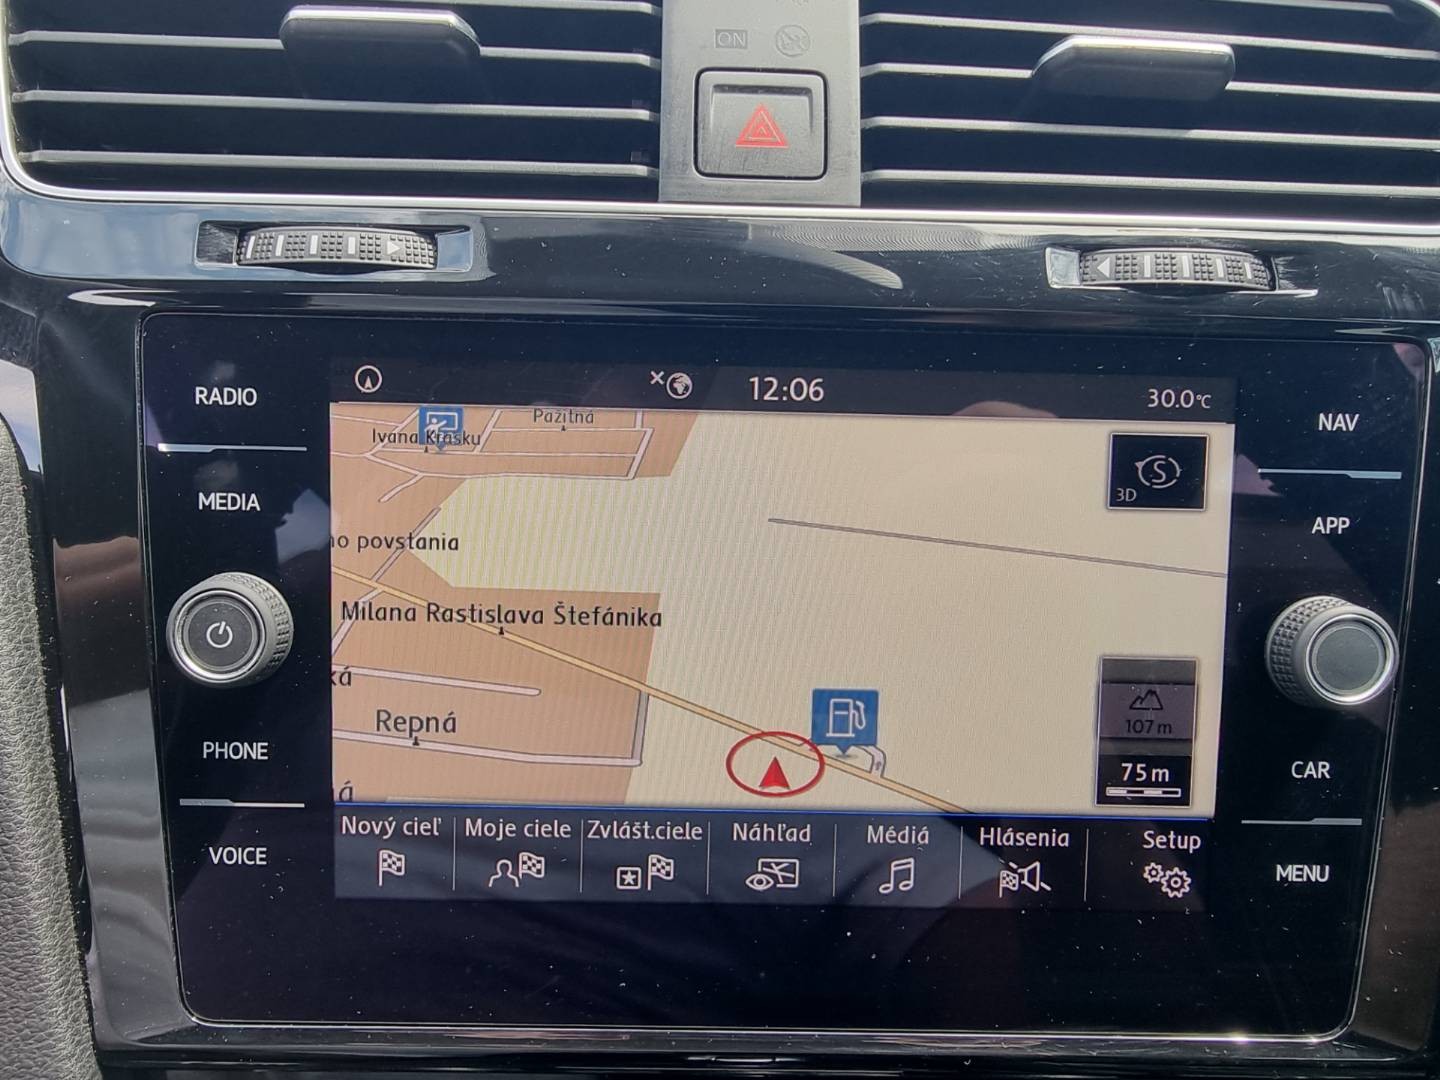 ON
RADIO
MEDIA
PHONE
VOICE
12:06
30.0°C
Pažitná
Ivana Krasku
3D
S
no povstania
Milana Rastislava Štefánika
ká
Repná
ná
107 m
75 m
Nový cieľ
Moje ciele
Zvlášt.ciele
Náhľad
Médiá
Hlásenia
Setup
NAV
APP
CAR
MENU